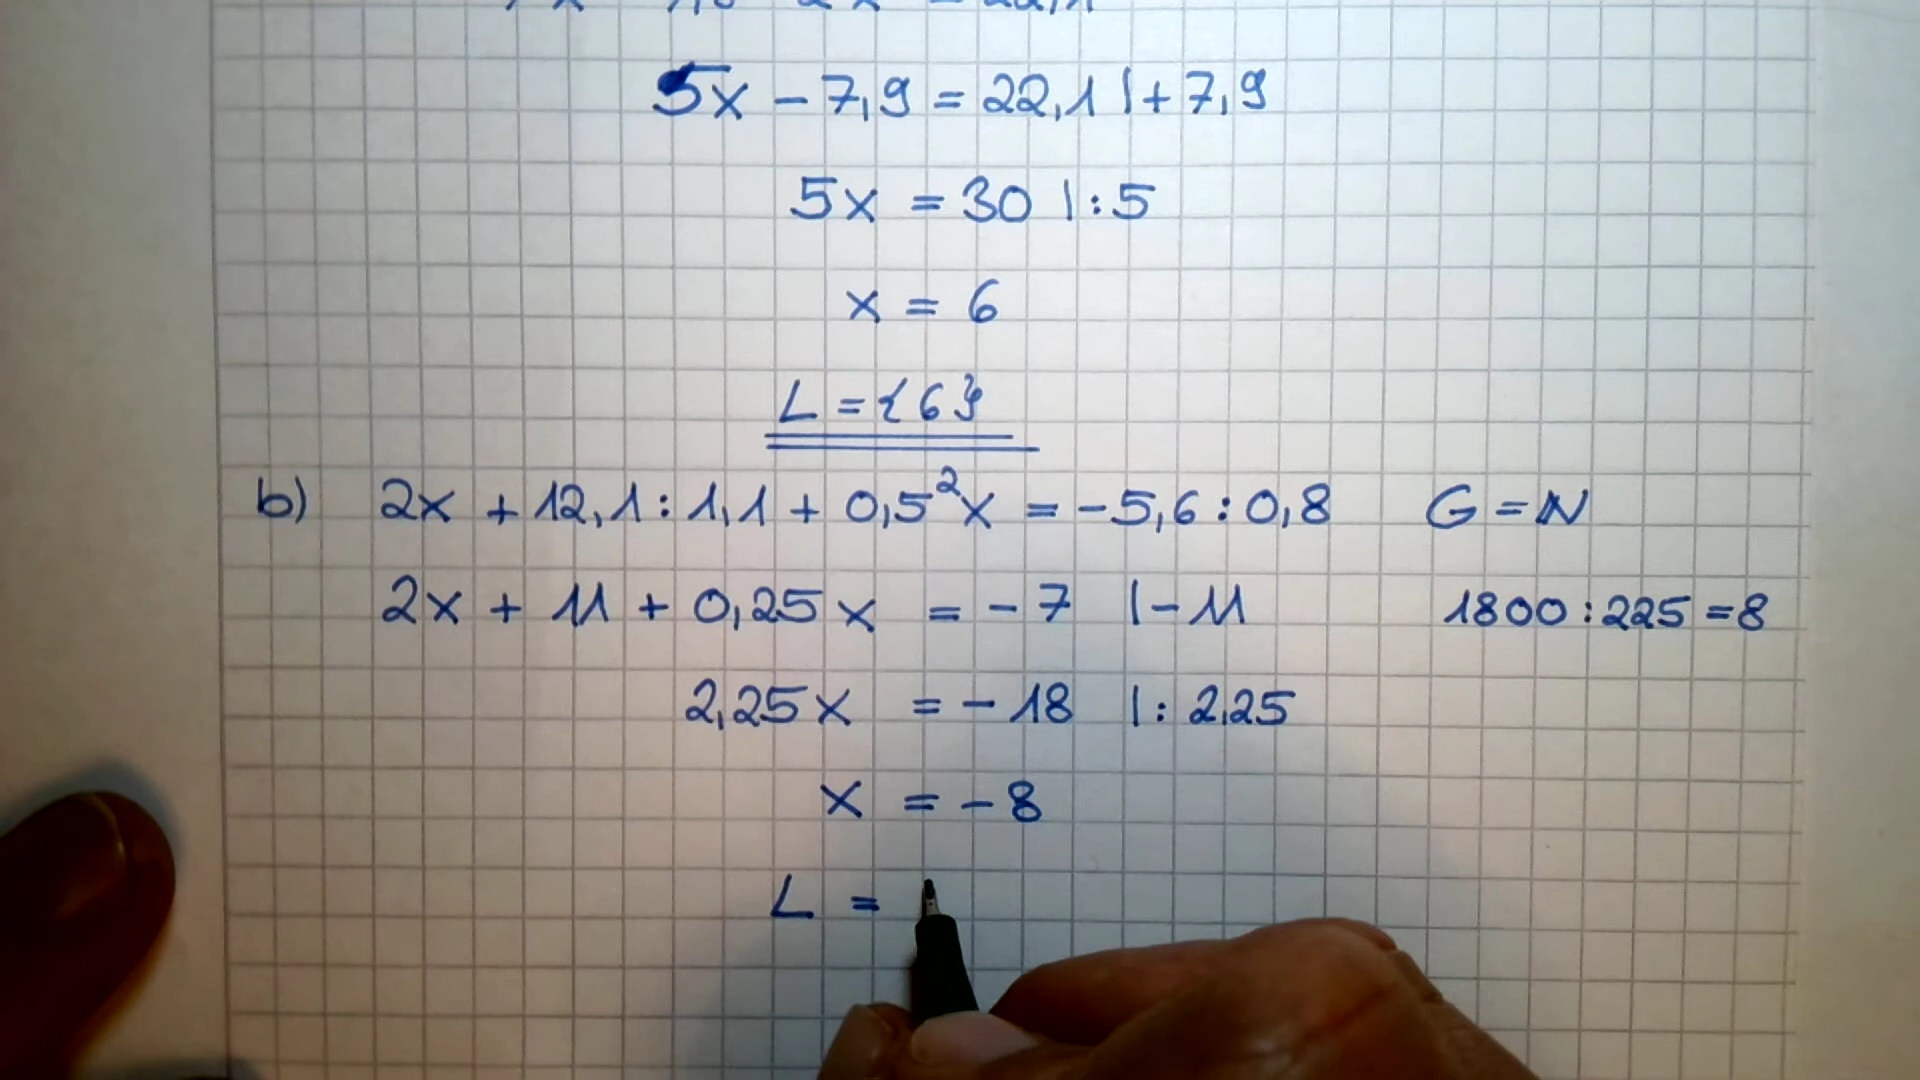 5x - 7,9 = 22,1 |+ 7,9
5x = 30 |: 5
x = 6
L = {6}
b) 2x + 12,1 : 1,1 + 0,5²x = -5,6 : 0,8 G = ℕ
2x + 11 + 0,25x = -7 |- 11 1800 : 225 = 8
2,25x = -18 |: 2,25
x = -8
L =